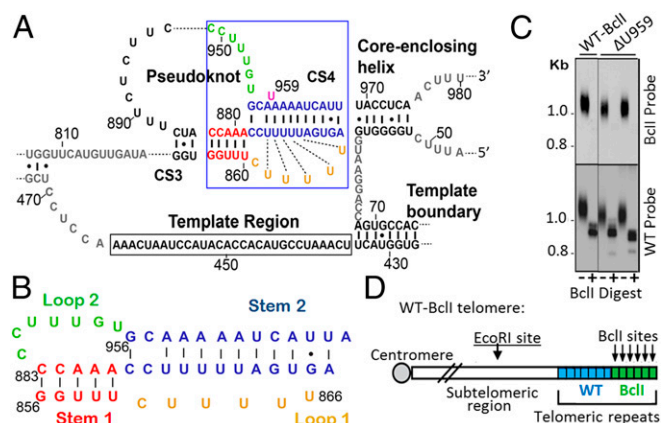 A
C
WT-BclI
ΔU959
C C U U G U
950
Pseudoknot
959
U
CS4
Core-enclosing helix
970
ACUUU
980
3′
Kb
880
GCAAAAAUCAUU
UACCUCA
810
890
CUA
CCAAA
GUGGGGU
50
5′
1.0
0.8
BclI Probe
UGGUUCAUGUUGAUA
GGU
GGUUU
CUUUA
GCU
CS3
860
C U U U U U
470
GUAAGGACC
Template boundary
CUCUCCA
Template Region
70
AGUGCCAC
AAACUAAUCCAUACACCACAUGCCUAAACU
UCAUGGUG
450
430
1.0
0.8
WT Probe
- + - + - +
BclI Digest
B
Loop 2
Stem 2
C C U U U G U
956
G C A A A A U C A U U A
883
C C A A A
856
G G U U U
C U U U U
866
Stem 1
Loop 1
D
WT-BclI telomere:
EcoRI site
BclI sites
Centromere
Subtelomeric region
WT
BclI
Telomeric repeats